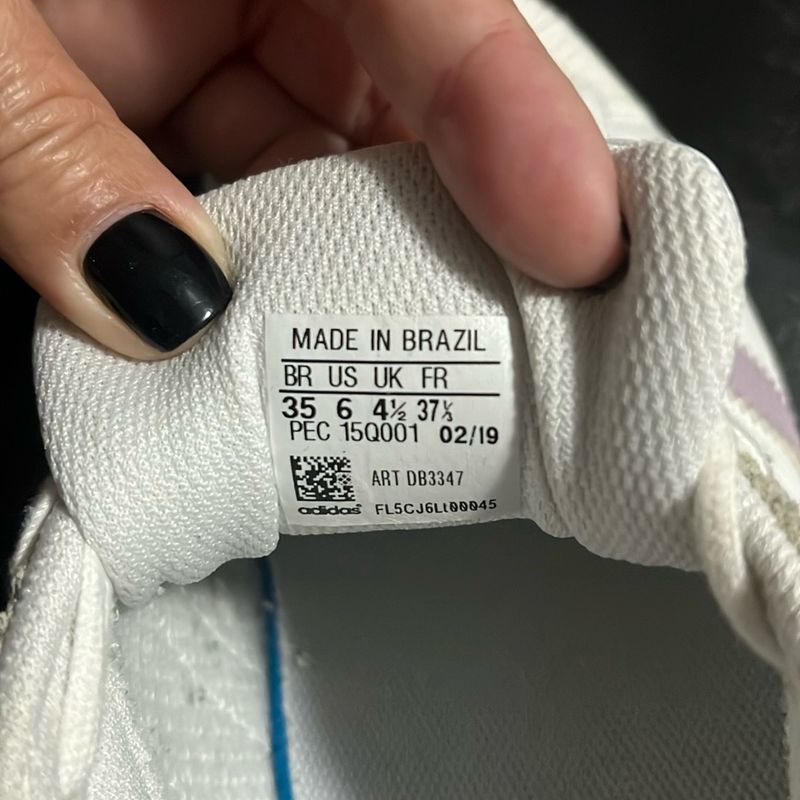 MADE IN BRAZIL
BR US UK FR
35 6 4½ 37⅓
PEC 15Q001 02/19
ART DB3347
adidas